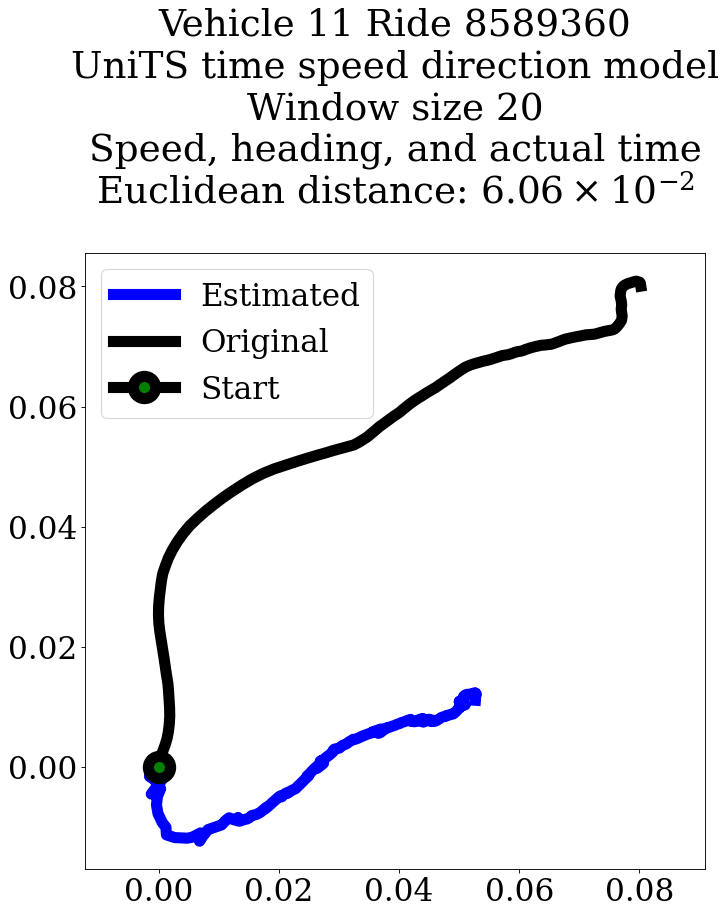 Vehicle 11 Ride 8589360
UniTS time speed direction model
Window size 20
Speed, heading, and actual time
Euclidean distance: 6.06 × 10⁻²
0.08
0.06
0.04
0.02
0.00
Estimated
Original
Start
0.00 0.02 0.04 0.06 0.08